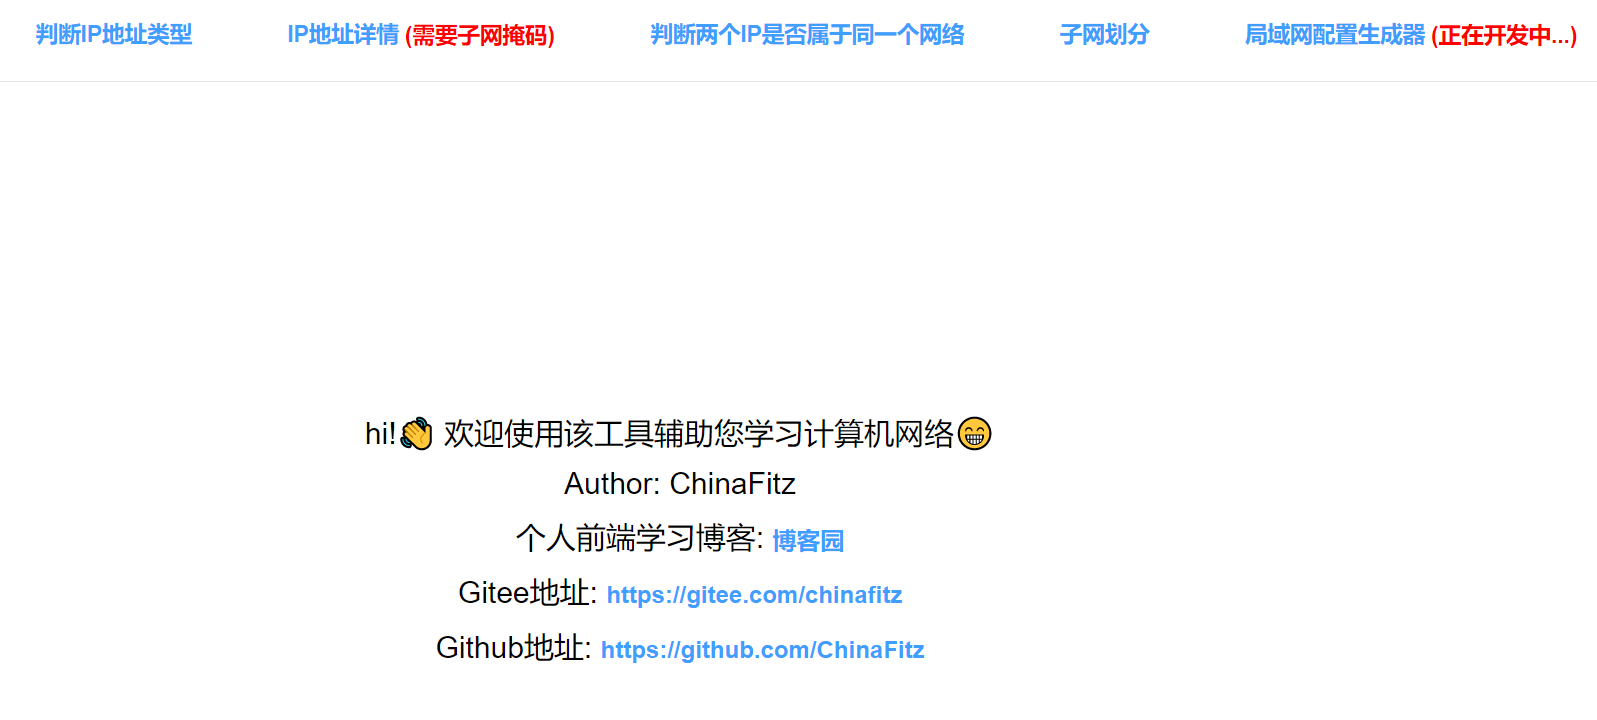 判断IP地址类型 IP地址详情 (需要子网掩码) 判断两个IP是否属于同一个网络 子网划分 局域网配置生成器 (正在开发中...)
hi!👋 欢迎使用该工具辅助您学习计算机网络😁
Author: ChinaFitz
个人前端学习博客: 博客园
Gitee地址: https://gitee.com/chinafitz
Github地址: https://github.com/ChinaFitz